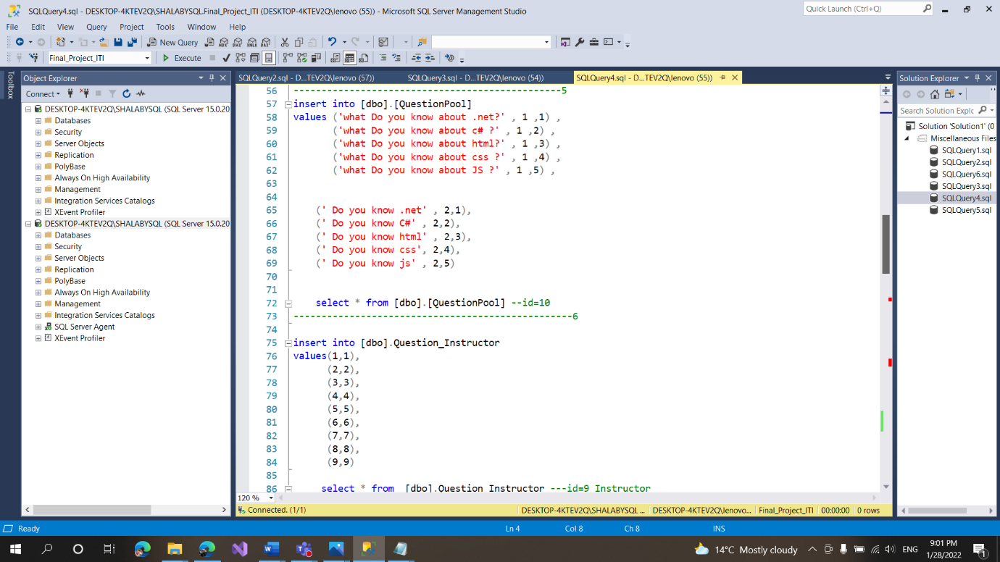 SQLQuery4.sql - DESKTOP-4KTEV2Q\SHALABYSQL.Final_Project_ITI (DESKTOP-4KTEV2Q\lenovo (55)) - Microsoft SQL Server Management Studio
Quick Launch (Ctrl+Q)
File Edit View Query Project Tools Window Help
New Query
Final_Project_ITI
Execute
Toolbox
Object Explorer
Connect
DESKTOP-4KTEV2Q\SHALABYSQL (SQL Server 15.0.20
Databases
Security
Server Objects
Replication
PolyBase
Always On High Availability
Management
Integration Services Catalogs
XEvent Profiler
DESKTOP-4KTEV2Q\SHALABYSQL (SQL Server 15.0.20
Databases
Security
Server Objects
Replication
PolyBase
Always On High Availability
Management
Integration Services Catalogs
SQL Server Agent
XEvent Profiler
SQLQuery2.sql - D...TEV2Q\lenovo (57)) SQLQuery3.sql - D...TEV2Q\lenovo (54)) SQLQuery4.sql - D...TEV2Q\lenovo (55))
56 ------------------------------------------------5
57 insert into [dbo].[QuestionPool]
58 values ('what Do you know about .net?' , 1 ,1) ,
59 ('what Do you know about c# ?' , 1 ,2) ,
60 ('what Do you know about html?' , 1 ,3) ,
61 ('what Do you know about css ?' , 1 ,4) ,
62 ('what Do you know about JS ?' , 1 ,5) ,
63
64
65 (' Do you know .net' , 2,1),
66 (' Do you know C#' , 2,2),
67 (' Do you know html' , 2,3),
68 (' Do you know css', 2,4),
69 (' Do you know js' , 2,5)
70
71
72 select * from [dbo].[QuestionPool] --id=10
73 --------------------------------------------------6
74
75 insert into [dbo].Question_Instructor
76 values(1,1),
77 (2,2),
78 (3,3),
79 (4,4),
80 (5,5),
81 (6,6),
82 (7,7),
83 (8,8),
84 (9,9)
85
86 select * from [dbo].Question_Instructor ---id=9 Instructor
120 %
Connected. (1/1)
DESKTOP-4KTEV2Q\SHALABYSQL ... DESKTOP-4KTEV2Q\lenovo... Final_Project_ITI 00:00:00 0 rows
Solution Explorer
Search Solution Explc
Solution 'Solution1' (0
Miscellaneous Files
SQLQuery1.sql
SQLQuery2.sql
SQLQuery6.sql
SQLQuery3.sql
SQLQuery4.sql
SQLQuery5.sql
Ready Ln 4 Col 8 Ch 8 INS
14°C Mostly cloudy ENG
9:01 PM
1/28/2022
1